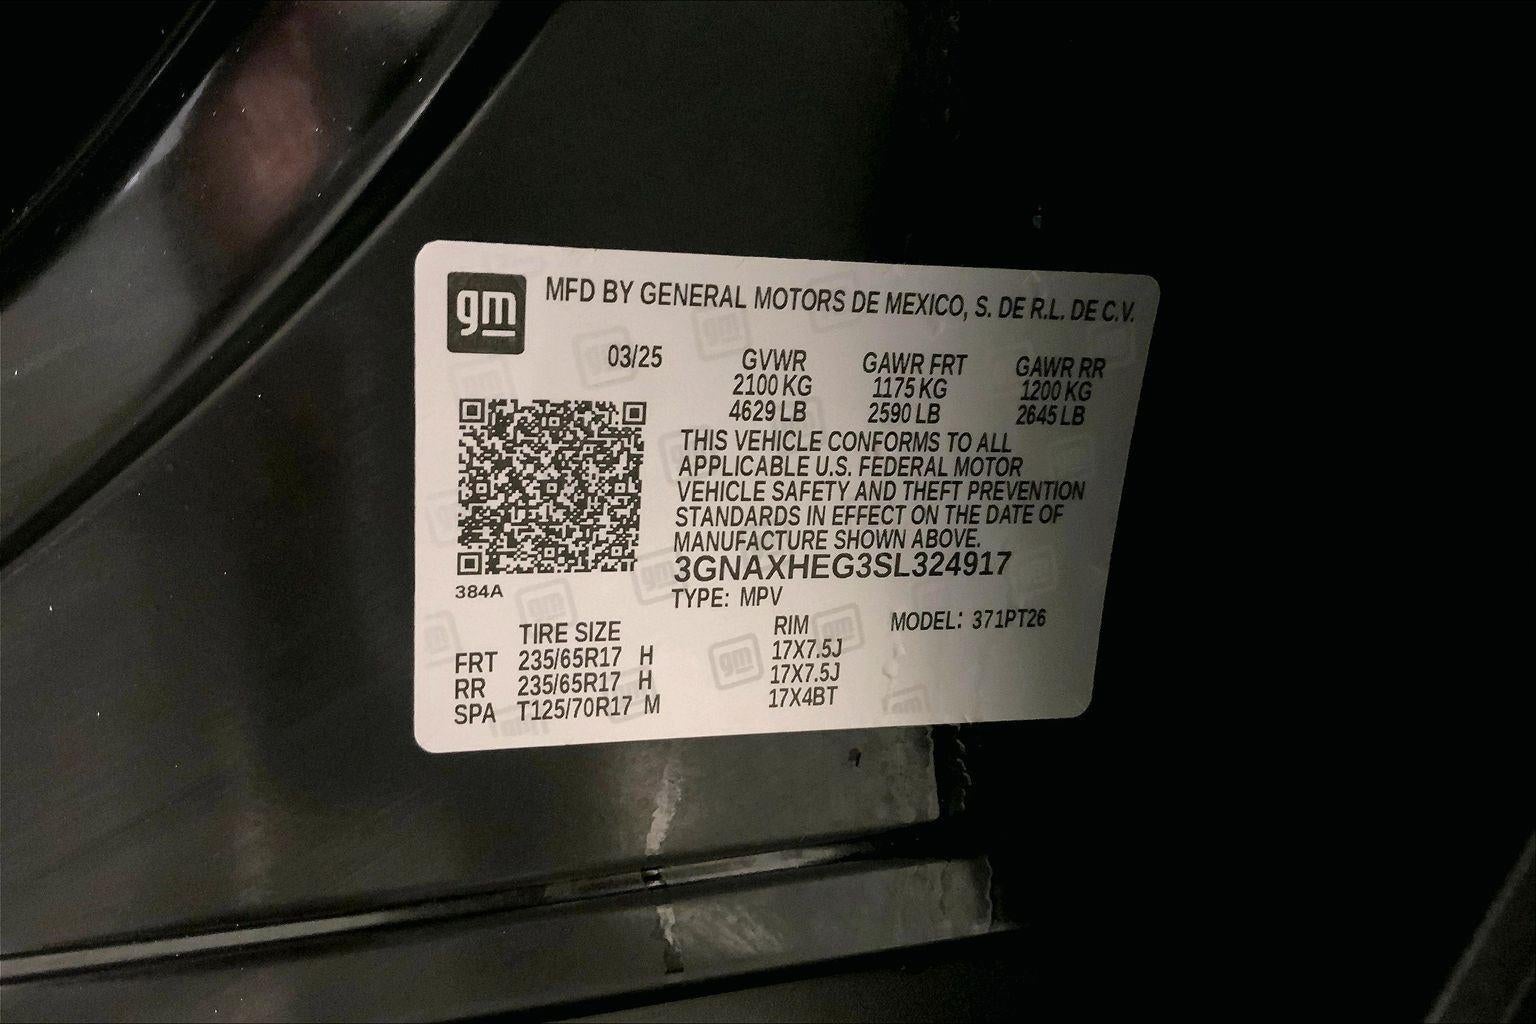 gm MFD BY GENERAL MOTORS DE MEXICO, S. DE R.L. DE C.V.
03/25 GVWR GAWR FRT GAWR RR
2100 KG 1175 KG 1200 KG
4629 LB 2590 LB 2645 LB
THIS VEHICLE CONFORMS TO ALL
APPLICABLE U.S. FEDERAL MOTOR
VEHICLE SAFETY AND THEFT PREVENTION
STANDARDS IN EFFECT ON THE DATE OF
MANUFACTURE SHOWN ABOVE.
3GNAXHEG3SL324917
384A
TYPE: MPV
TIRE SIZE RIM MODEL: 371PT26
FRT 235/65R17 H 17X7.5J
RR 235/65R17 H 17X7.5J
SPA T125/70R17 M 17X4BT